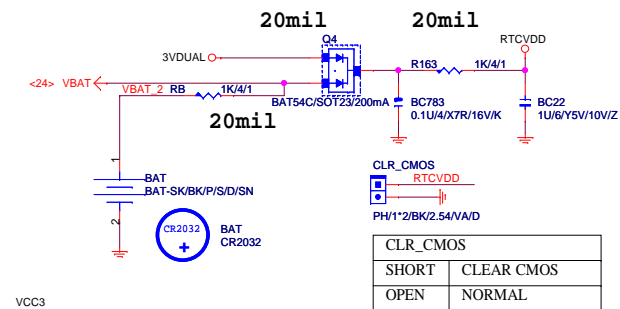 20mil 20mil
Q4 RTCVDD
3VDUAL
R163 1K/4/1
<24> VBAT
VBAT_2 RB 1K/4/1
BAT54C/SOT23/200mA
BC783 BC22
0.1U/4/X7R/16V/K 1U/6/Y5V/10V/Z
20mil
1
CLR_CMOS
BAT RTCVDD
BAT-SK/BK/P/S/D/SN
2
CR2032 BAT
+ CR2032
PH/1*2/BK/2.54/VA/D
CLR_CMOS
SHORT CLEAR CMOS
OPEN NORMAL
VCC3